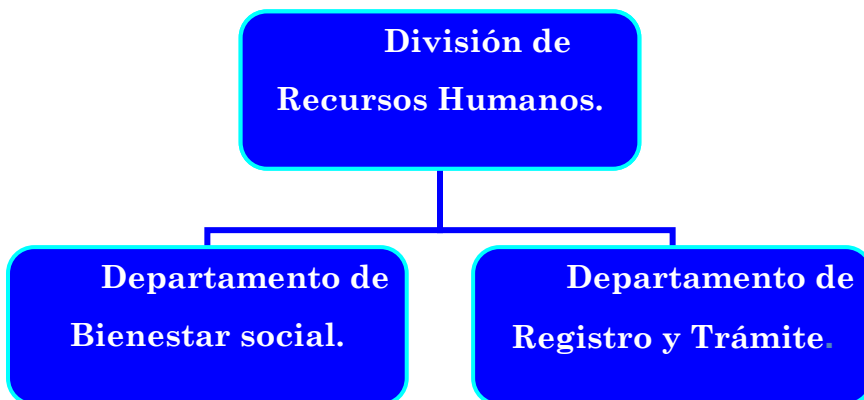 División de
Recursos Humanos.
Departamento de
Bienestar social.
Departamento de
Registro y Trámite.